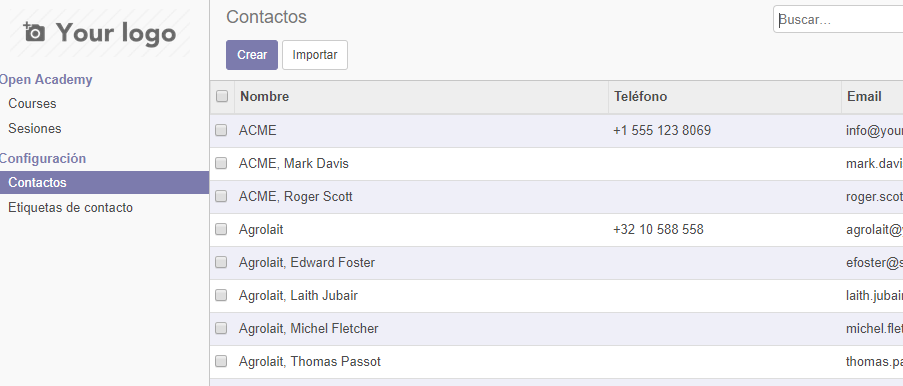 Your logo
Open Academy
Courses
Sesiones
Configuración
Contactos
Etiquetas de contacto
Contactos
Buscar...
Crear Importar
Nombre Teléfono Email
ACME +1 555 123 8069 info@your
ACME, Mark Davis mark.davi
ACME, Roger Scott roger.scot
Agrolait +32 10 588 558 agrolait@
Agrolait, Edward Foster efoster@s
Agrolait, Laith Jubair laith.jubair
Agrolait, Michel Fletcher michel.flet
Agrolait, Thomas Passot thomas.pa